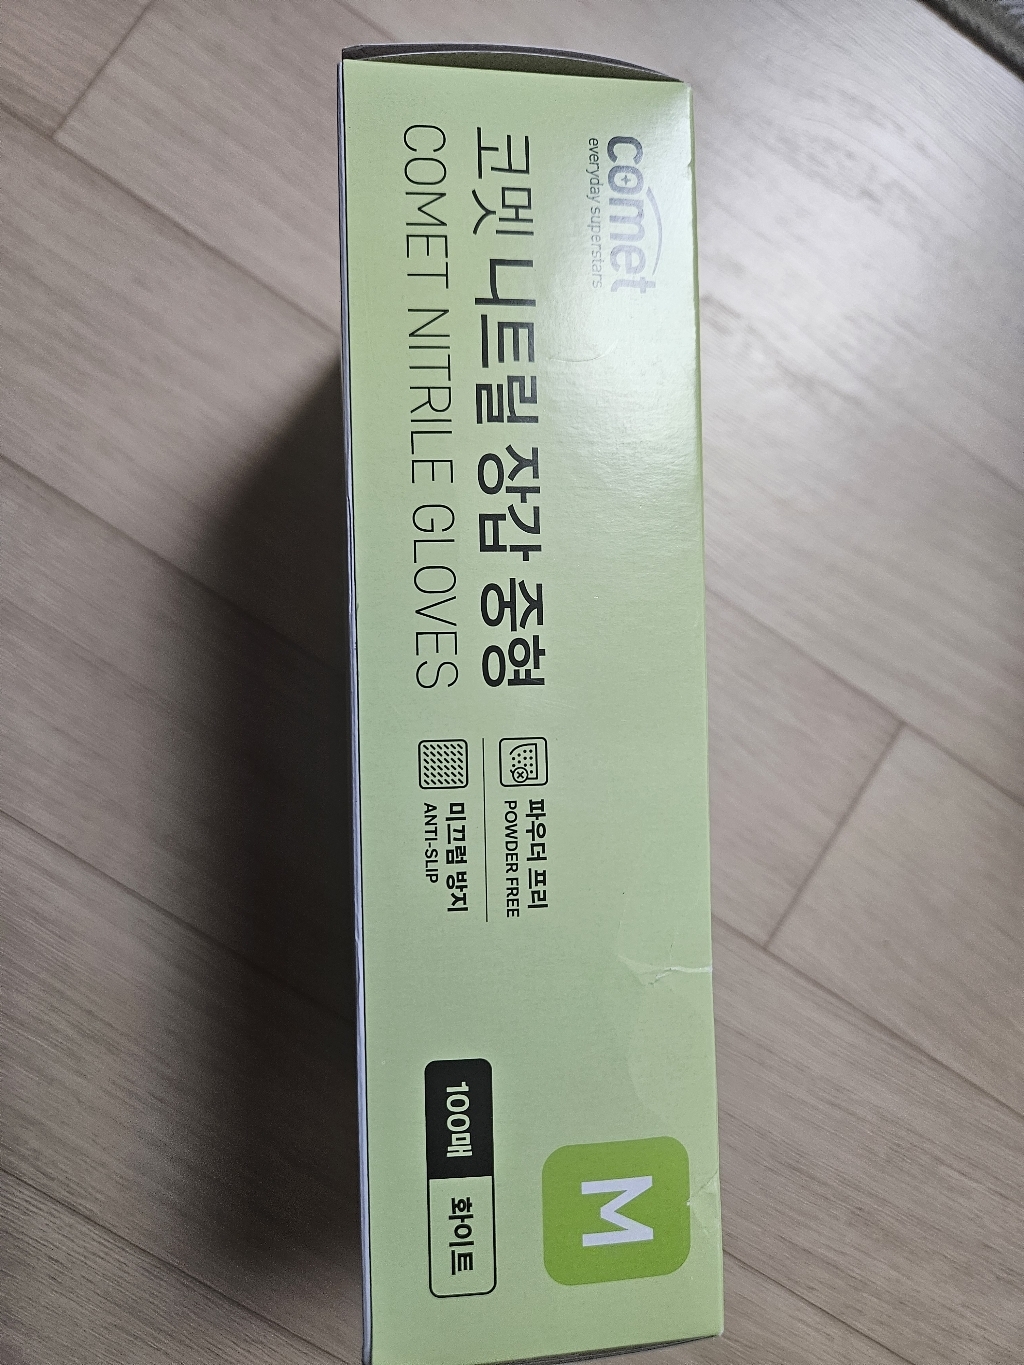 comet
everyday superstars
코멧 니트릴 장갑 중형
COMET NITRILE GLOVES
파우더 프리
POWDER FREE
미끄럼 방지
ANTI-SLIP
100매 화이트
M